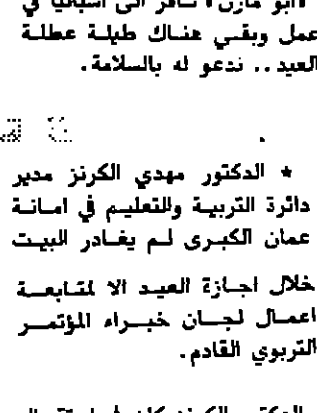 «ابو مازن» سافر الى اسبانيا في
عمل وبقي هناك طيلة عطلة
العيد .. ندعو له بالسلامة .
* الدكتور مهدي الكرنز مدير
دائرة التربية والتعليم في امانة
عمان الكبرى لم يغادر البيت
خلال اجازة العيد الا لمتابعة
اعمال لجان خبراء المؤتمر
التربوي القادم .